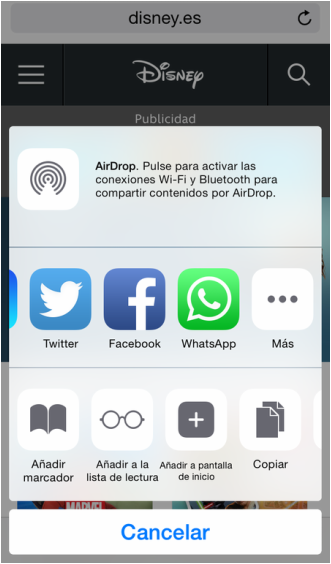 disney.es
Disney
Publicidad
AirDrop. Pulse para activar las
conexiones Wi-Fi y Bluetooth para
compartir contenidos por AirDrop.
Twitter
Facebook
WhatsApp
Más
Añadir
marcador
Añadir a la
lista de lectura
Añadir a pantalla
de inicio
Copiar
MARVEL
Cancelar